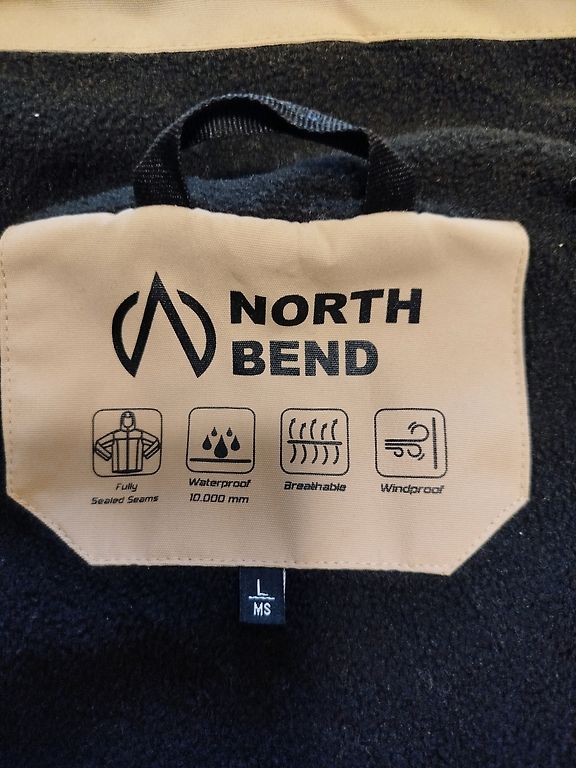 NORTH
BEND
Fully
Sealed Seams
Waterproof
10.000 mm
Breathable
Windproof
L
MS